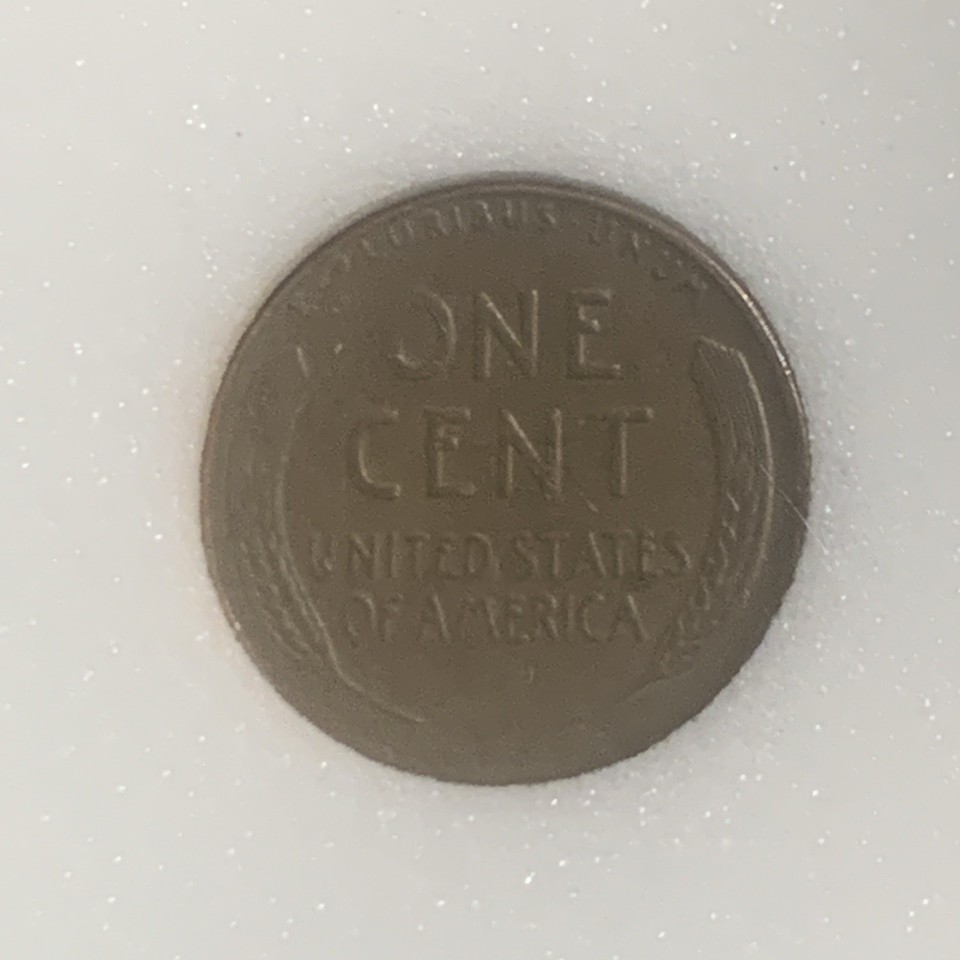 PLURIBUS UNUM
ONE
CENT
UNITED STATES
OF AMERICA